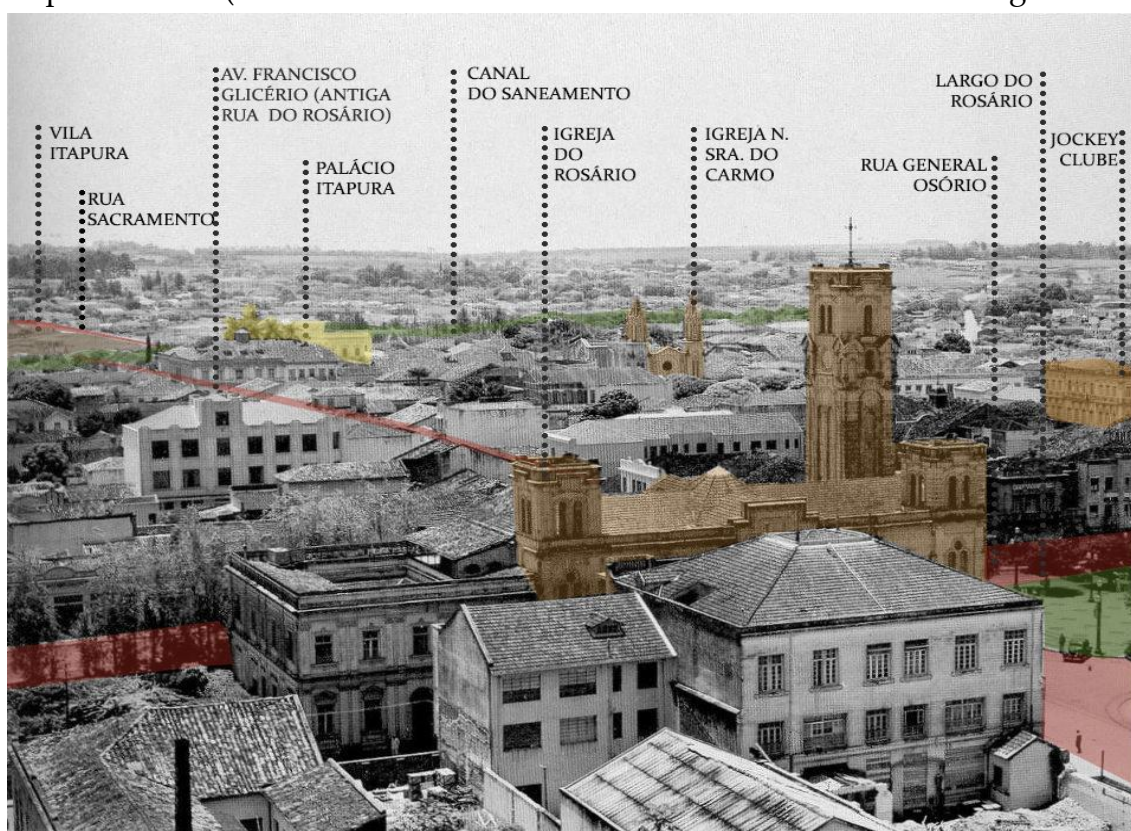 VILA
ITAPURA
RUA
SACRAMENTO
AV. FRANCISCO
GLICÉRIO (ANTIGA
RUA DO ROSÁRIO)
PALÁCIO
ITAPURA
CANAL
DO SANEAMENTO
IGREJA
DO
ROSÁRIO
IGREJA N.
SRA. DO
CARMO
RUA GENERAL
OSÓRIO
LARGO DO
ROSÁRIO
JOCKEY
CLUBE